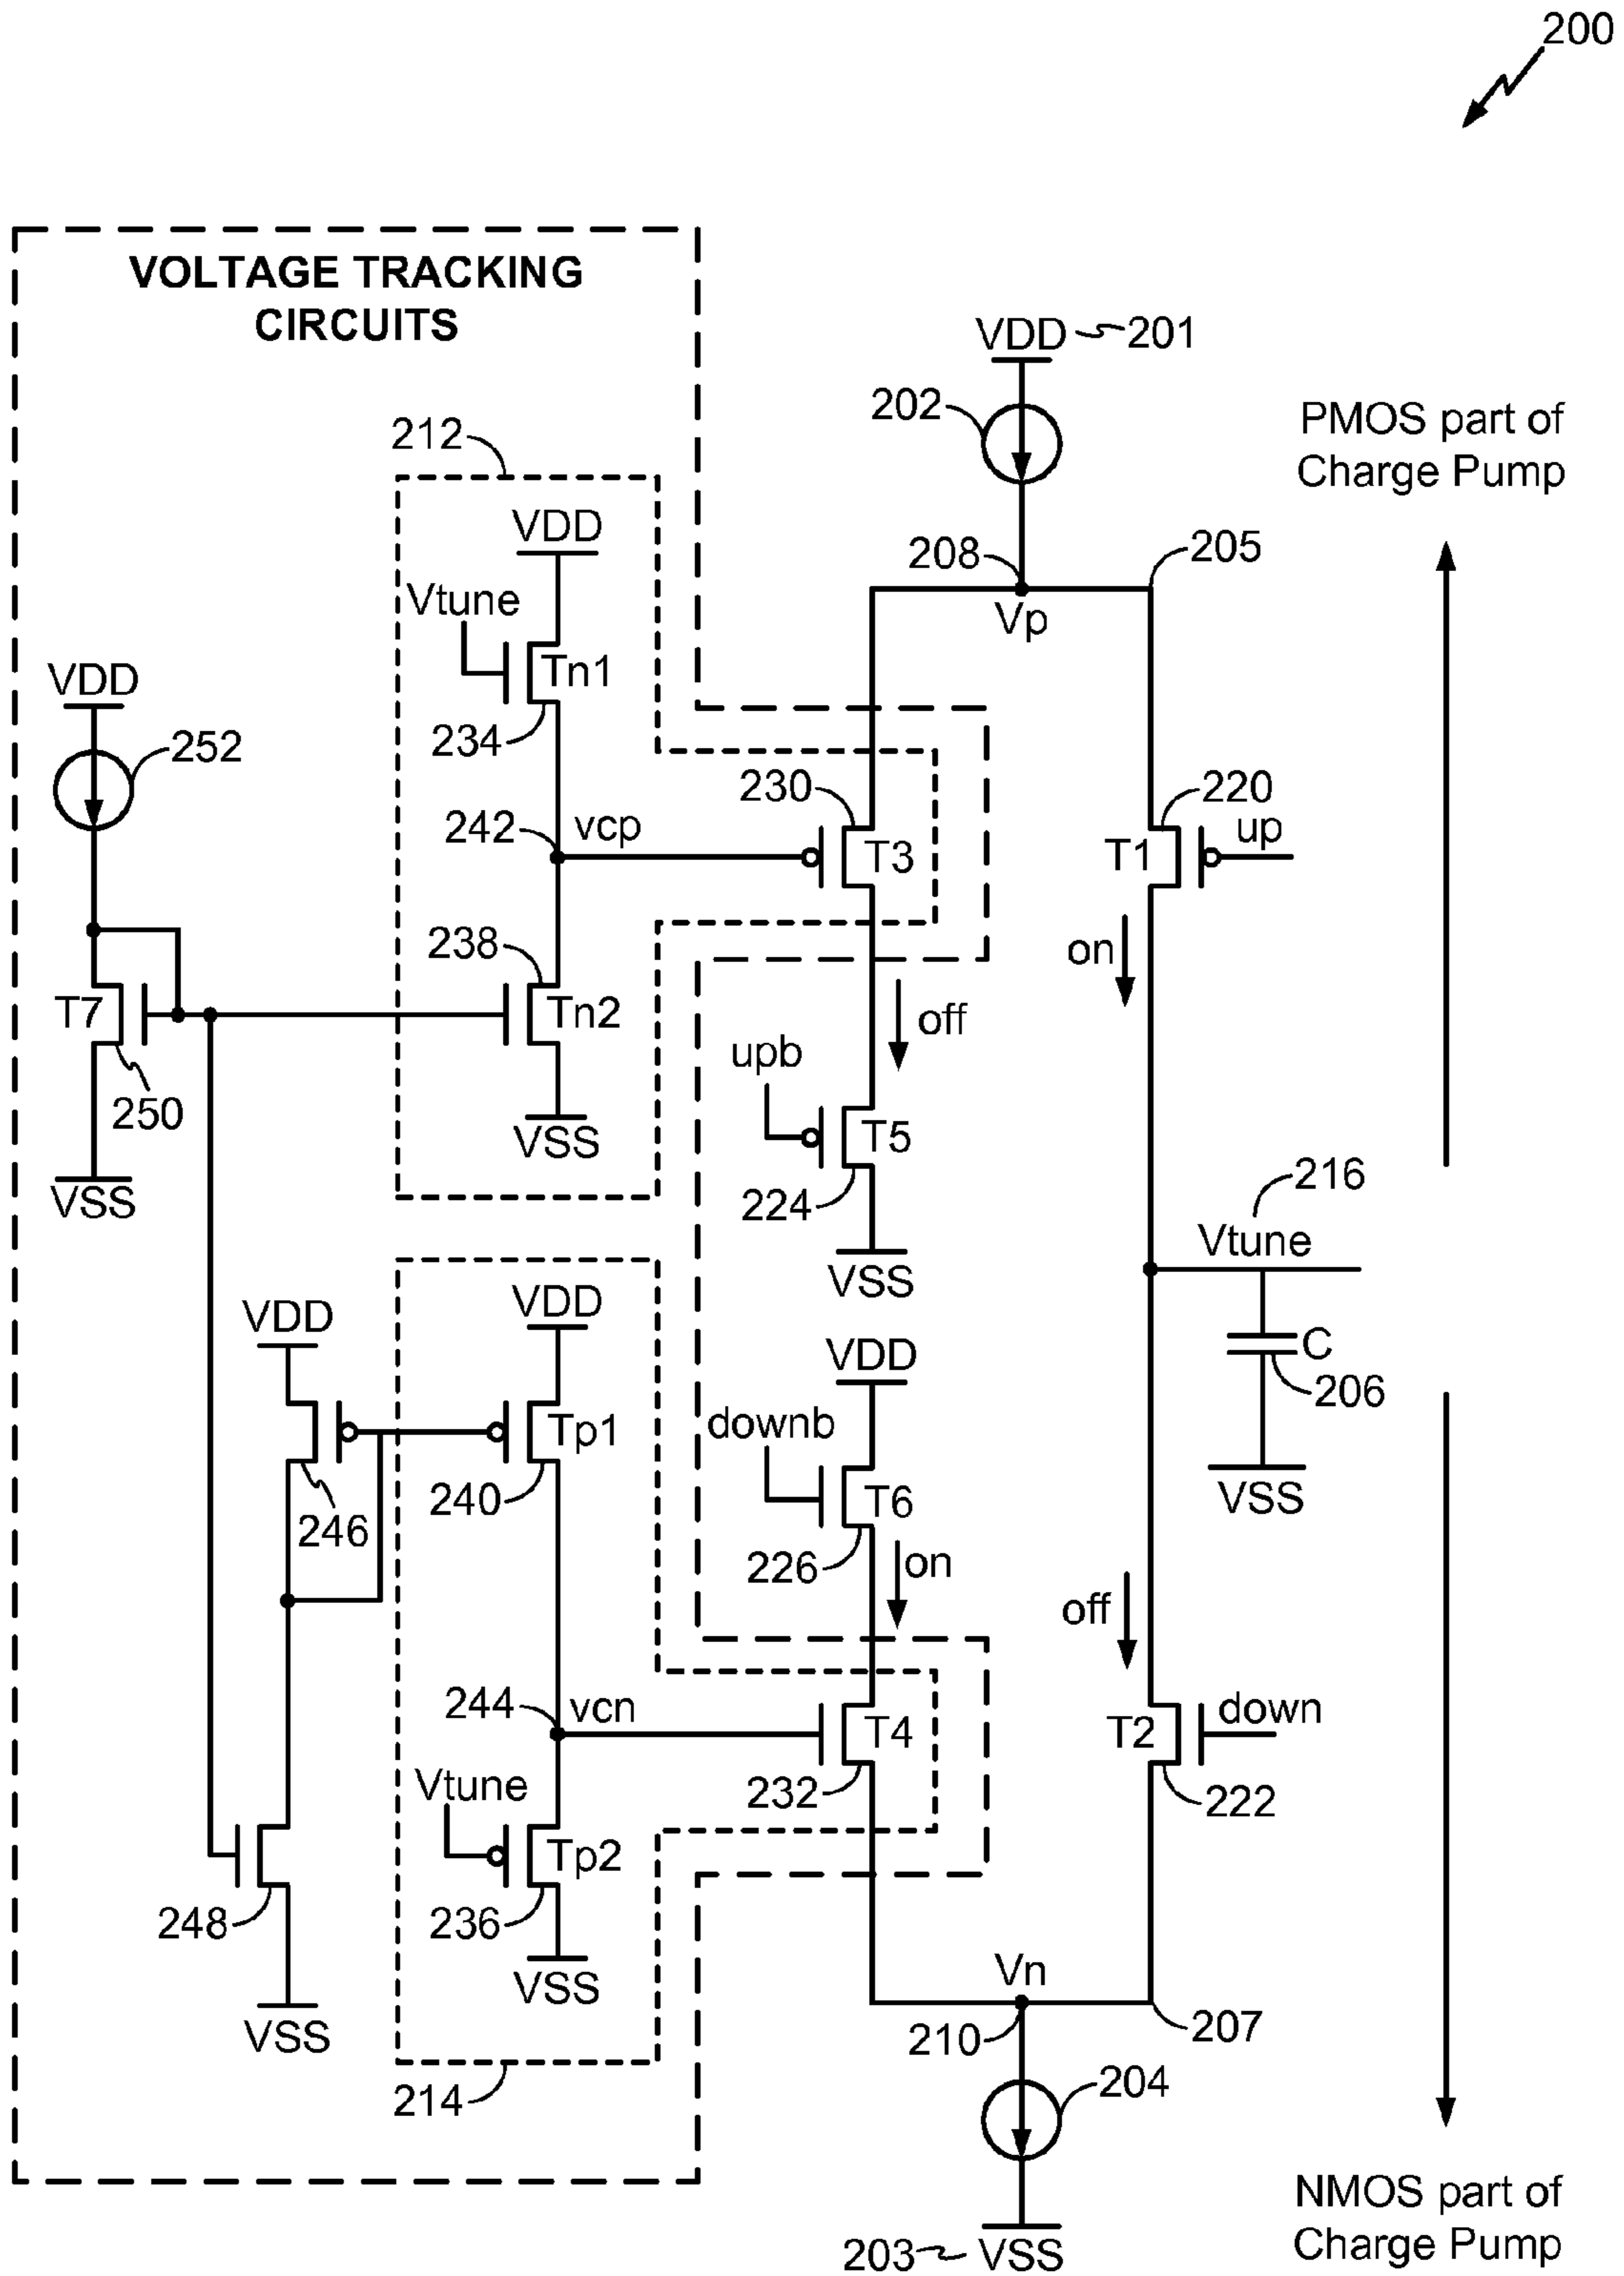 200
VOLTAGE TRACKING
CIRCUITS
VDD
201
202
PMOS part of
Charge Pump
212
VDD
208
205
Vtune
Vp
Tn1
VDD
234
252
230
220
242
vcp
up
T3
T1
238
on
T7
Tn2
off
upb
250
VSS
T5
216
VSS
224
Vtune
VSS
VDD
VDD
C
VDD
206
downb
Tp1
240
T6
VSS
246
226
on
off
244
vcn
down
T4
T2
Vtune
232
222
Tp2
248
236
Vn
VSS
VSS
207
210
214
204
NMOS part of
Charge Pump
203
VSS